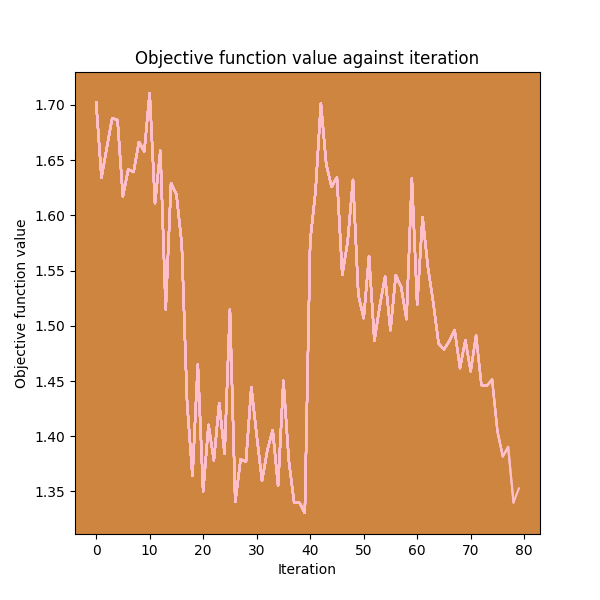 Objective function value against iteration
1.70
1.65
1.60
1.55
1.50
1.45
1.40
1.35
Objective function value
0 10 20 30 40 50 60 70 80
Iteration